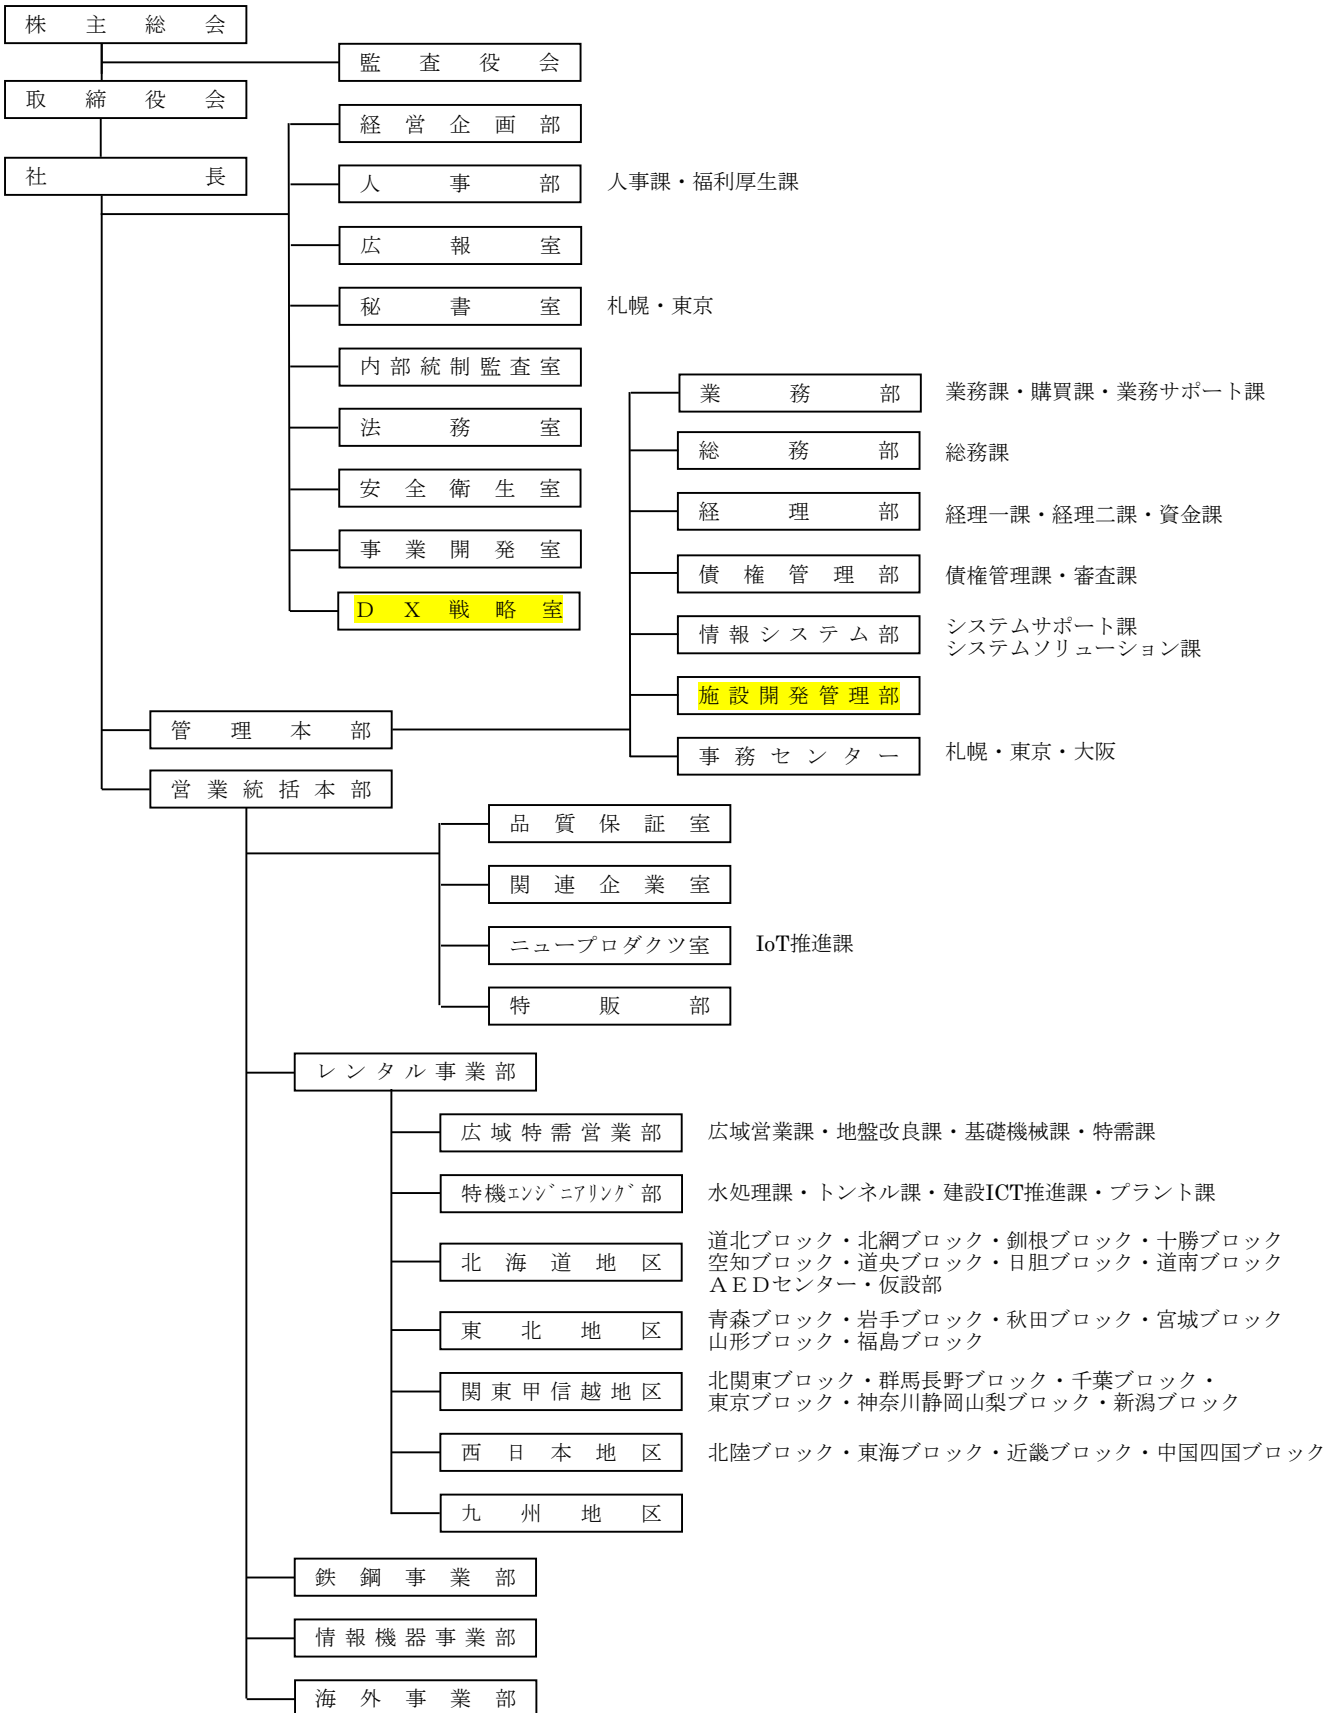 株主総会
監査役会
取締役会
経営企画部
社長
人事部 人事課・福利厚生課
広報室
秘書室 札幌・東京
内部統制監査室
法務室
安全衛生室
事業開発室
ＤＸ戦略室
業務部 業務課・購買課・業務サポート課
総務部 総務課
経理部 経理一課・経理二課・資金課
債権管理部 債権管理課・審査課
情報システム部 システムサポート課
システムソリューション課
施設開発管理部
管理本部
事務センター 札幌・東京・大阪
営業統括本部
品質保証室
関連企業室
ニュープロダクツ室 IoT推進課
特販部
レンタル事業部
広域特需営業部 広域営業課・地盤改良課・基礎機械課・特需課
特機ｴﾝｼﾞﾆｱﾘﾝｸﾞ部 水処理課・トンネル課・建設ICT推進課・プラント課
北海道地区 道北ブロック・北網ブロック・釧根ブロック・十勝ブロック
空知ブロック・道央ブロック・日胆ブロック・道南ブロック
ＡＥＤセンター・仮設部
東北地区 青森ブロック・岩手ブロック・秋田ブロック・宮城ブロック
山形ブロック・福島ブロック
関東甲信越地区 北関東ブロック・群馬長野ブロック・千葉ブロック・
東京ブロック・神奈川静岡山梨ブロック・新潟ブロック
西日本地区 北陸ブロック・東海ブロック・近畿ブロック・中国四国ブロック
九州地区
鉄鋼事業部
情報機器事業部
海外事業部